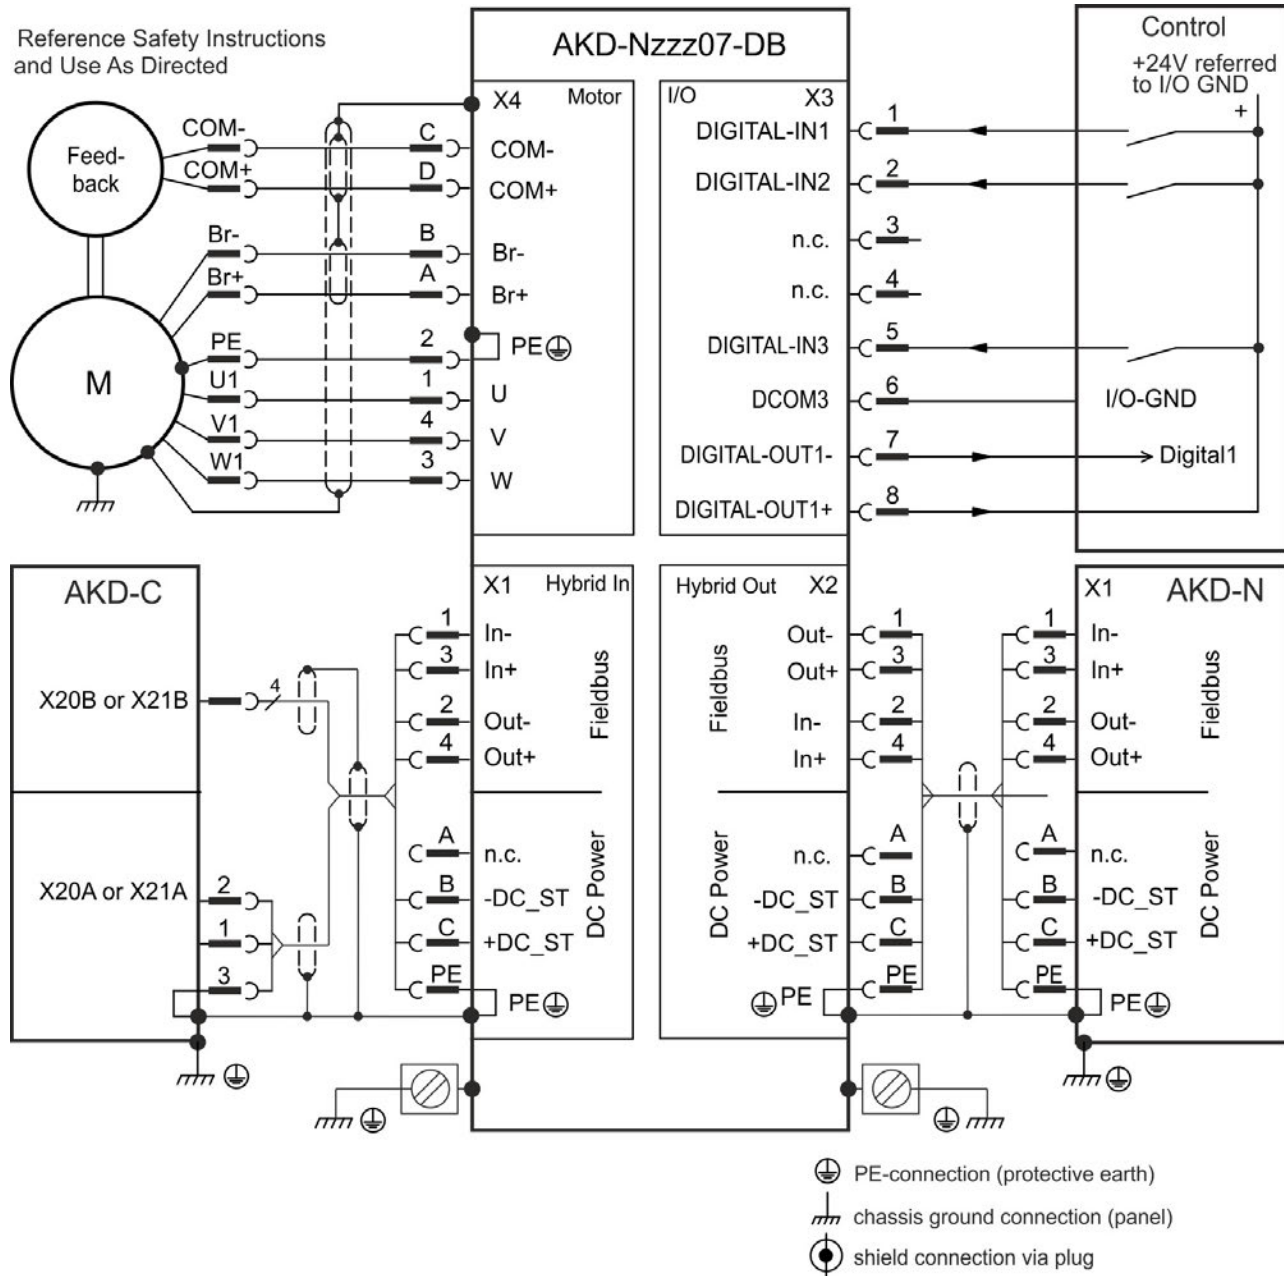 Reference Safety Instructions
and Use As Directed
AKD-Nzzz07-DB
Control
+24V referred
to I/O GND
+
Feed-
back
M
COM-
COM+
Br-
Br+
PE
U1
V1
W1
C
D
B
A
2
1
4
3
X4 Motor
COM-
COM+
Br-
Br+
PE
U
V
W
I/O X3
DIGITAL-IN1 1
DIGITAL-IN2 2
n.c. 3
n.c. 4
DIGITAL-IN3 5
DCOM3 6 I/O-GND
DIGITAL-OUT1- 7 Digital1
DIGITAL-OUT1+ 8
AKD-C
X20B or X21B 4
X20A or X21A 2
1
3
X1 Hybrid In
1 In-
3 In+
2 Out-
4 Out+
Fieldbus
A n.c.
B -DC_ST
C +DC_ST
PE PE
DC Power
Hybrid Out X2
Out- 1
Out+ 3
In- 2
In+ 4
Fieldbus
n.c. A
-DC_ST B
+DC_ST C
PE PE
DC Power
X1 AKD-N
1 In-
3 In+
2 Out-
4 Out+
Fieldbus
A n.c.
B -DC_ST
C +DC_ST
PE PE
DC Power
PE-connection (protective earth)
chassis ground connection (panel)
shield connection via plug